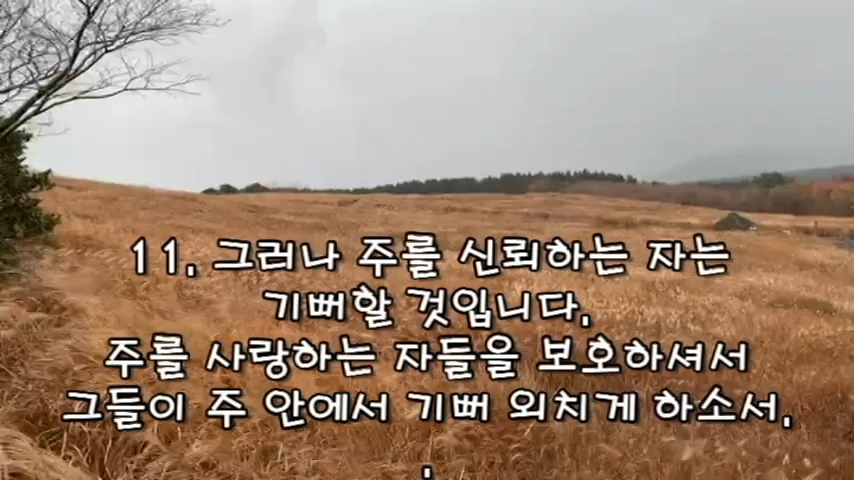 11. 그러나 주를 신뢰하는 자는
기뻐할 것입니다.
주를 사랑하는 자들을 보호하셔서
그들이 주 안에서 기뻐 외치게 하소서.
.